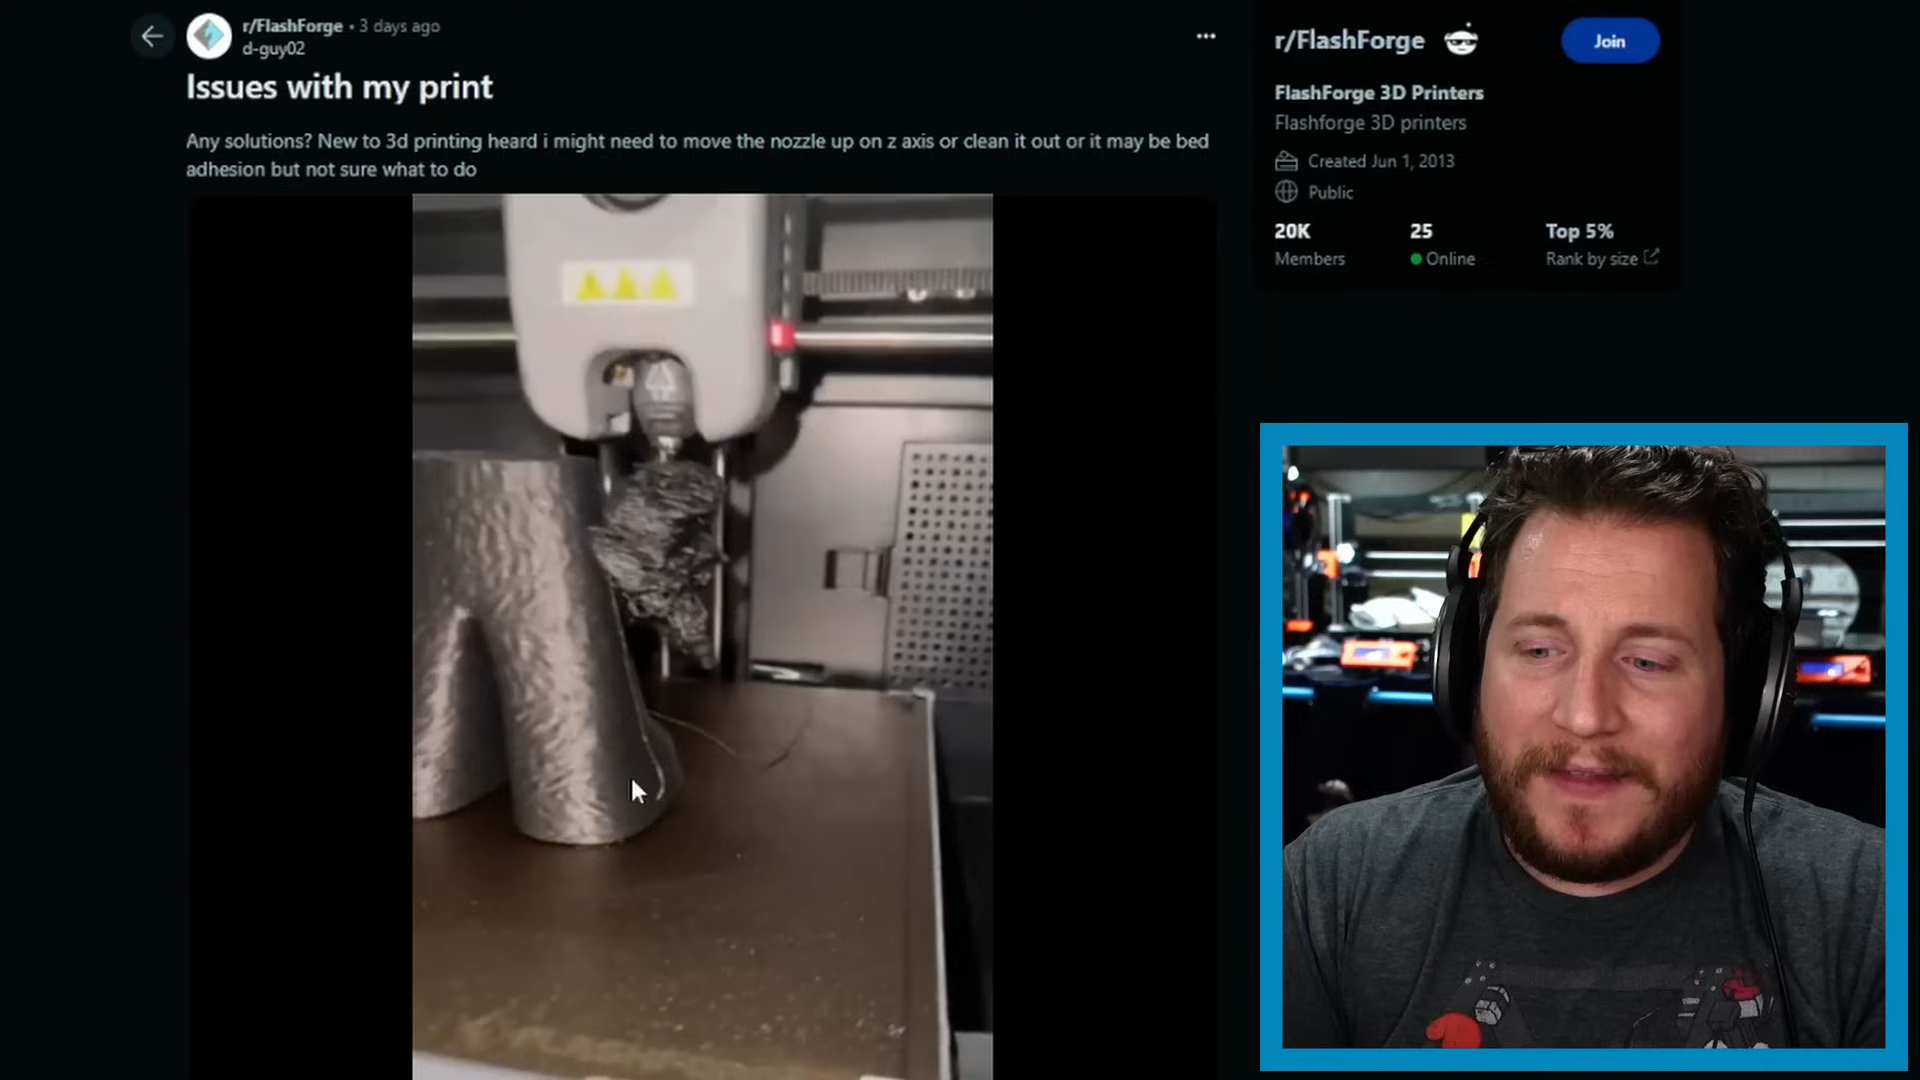 r/FlashForge • 3 days ago
d-guy02
Issues with my print
Any solutions? New to 3d printing heard i might need to move the nozzle up on z axis or clean it out or it may be bed
adhesion but not sure what to do
r/FlashForge
Join
FlashForge 3D Printers
Flashforge 3D printers
Created Jun 1, 2013
Public
20K
25
Top 5%
Members
Online
Rank by size